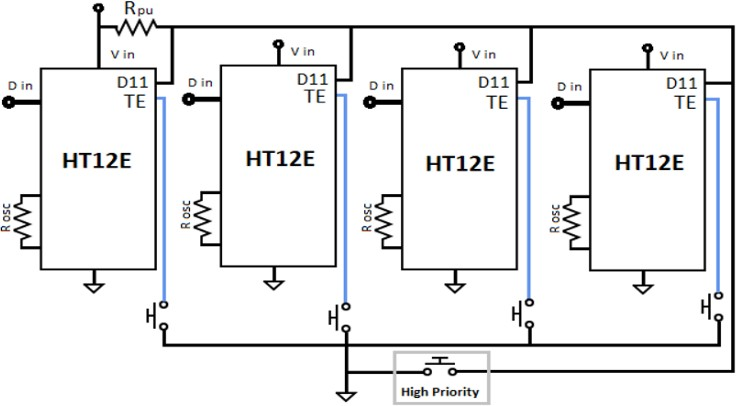 Rpu
V in
V in
V in
V in
D in
D11
TE
HT12E
R osc
D in
D11
TE
HT12E
R osc
D in
D11
TE
HT12E
R osc
D in
D11
TE
HT12E
R osc
High Priority